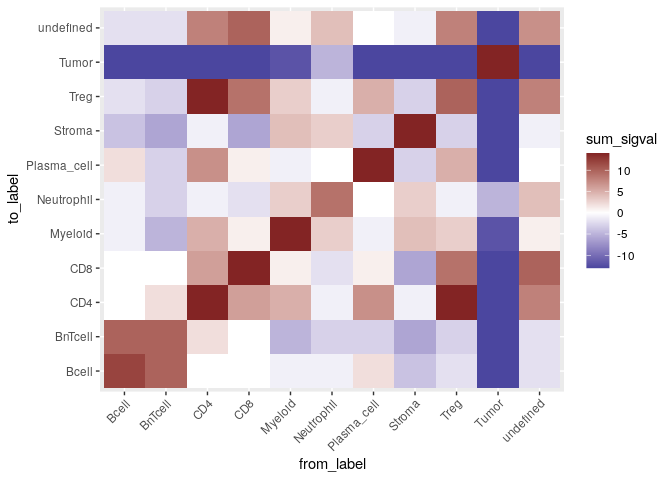 undefined
Tumor
Treg
Stroma
Plasma_cell
Neutrophil
Myeloid
CD8
CD4
BnTcell
Bcell
to_label
Bcell
BnTcell
CD4
CD8
Myeloid
Neutrophil
Plasma_cell
Stroma
Treg
Tumor
undefined
from_label
sum_sigval
10
5
0
-5
-10